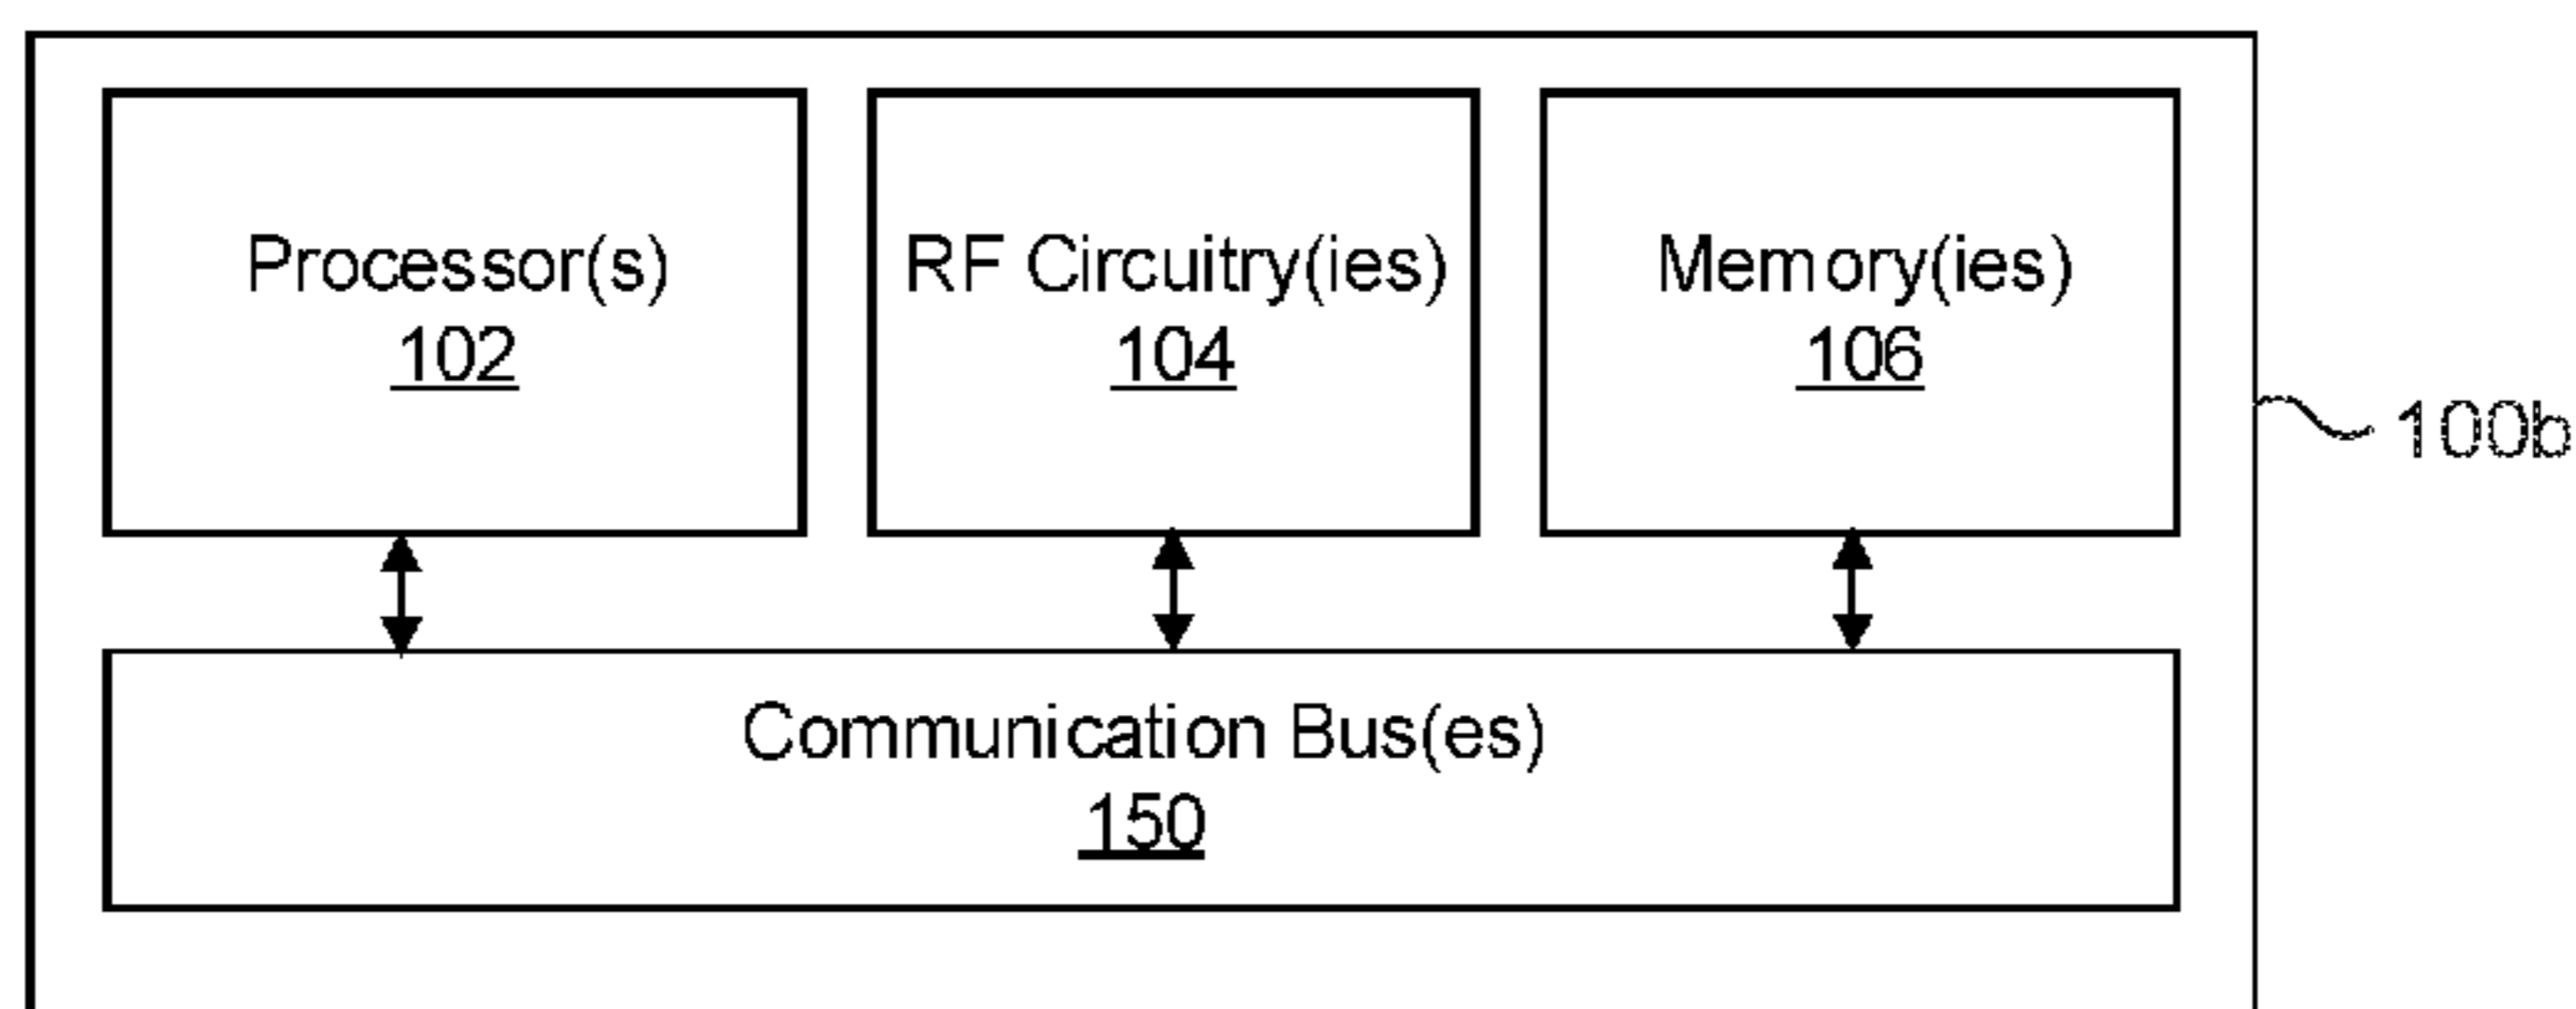 Processor(s)
102
RF Circuitry(ies)
104
Memory(ies)
106
100b
Communication Bus(es)
150